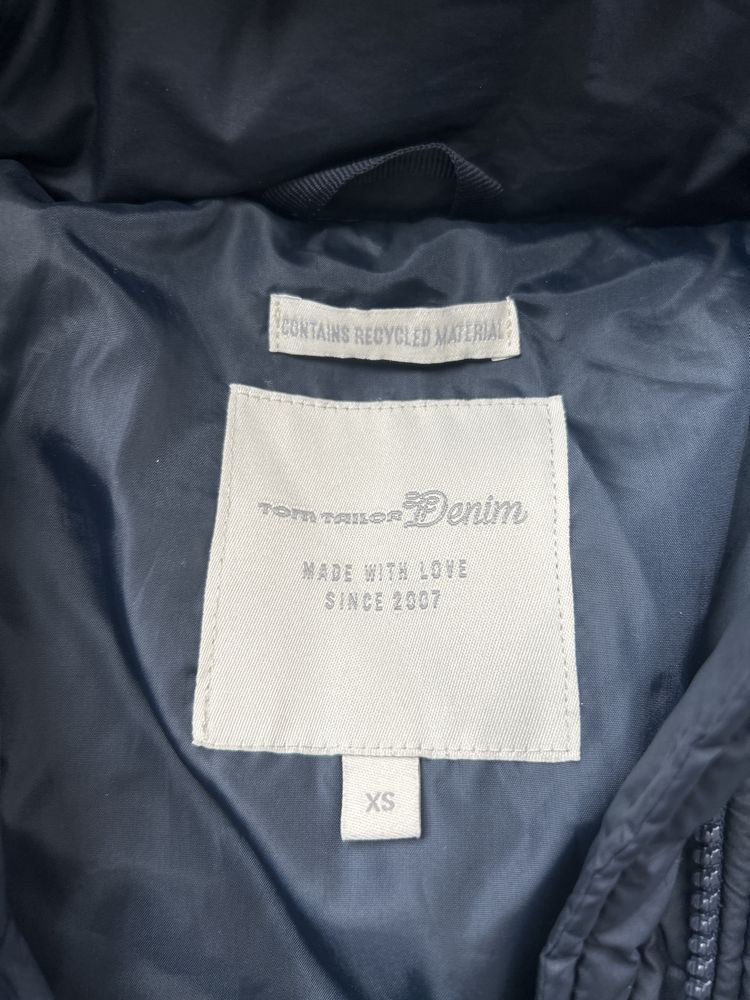 CONTAINS RECYCLED MATERIAL
TOM TAILOR Denim
MADE WITH LOVE
SINCE 2007
XS